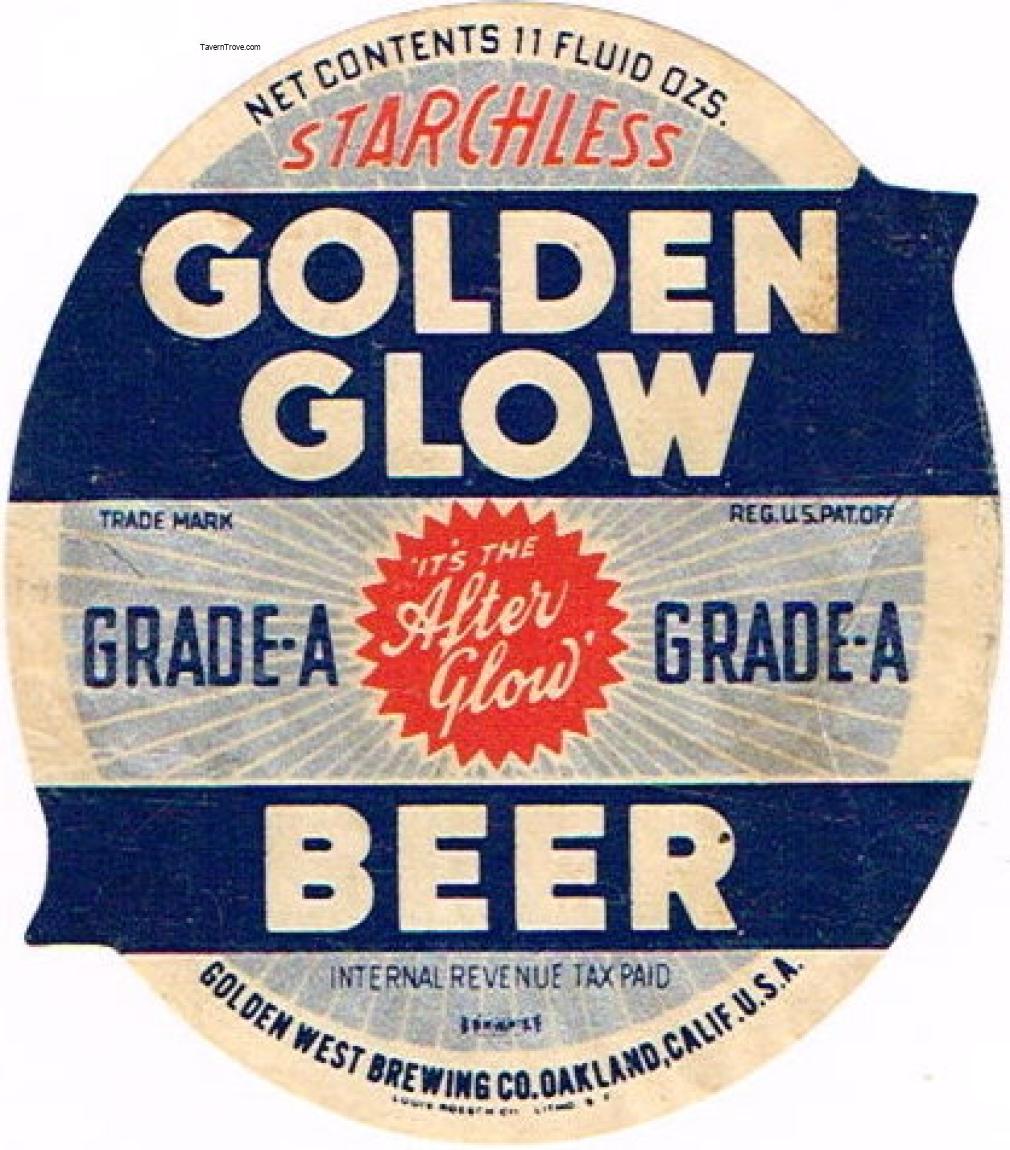 TavernTrove.com
NET CONTENTS 11 FLUID OZS.
STARCHLESS
GOLDEN
GLOW
TRADE MARK
REG.U.S.PAT.OFF
"IT'S THE
After
Glow"
GRADE-A
GRADE-A
BEER
INTERNAL REVENUE TAX PAID
GOLDEN WEST BREWING CO. OAKLAND, CALIF. U.S.A.
LITHO. S. F.